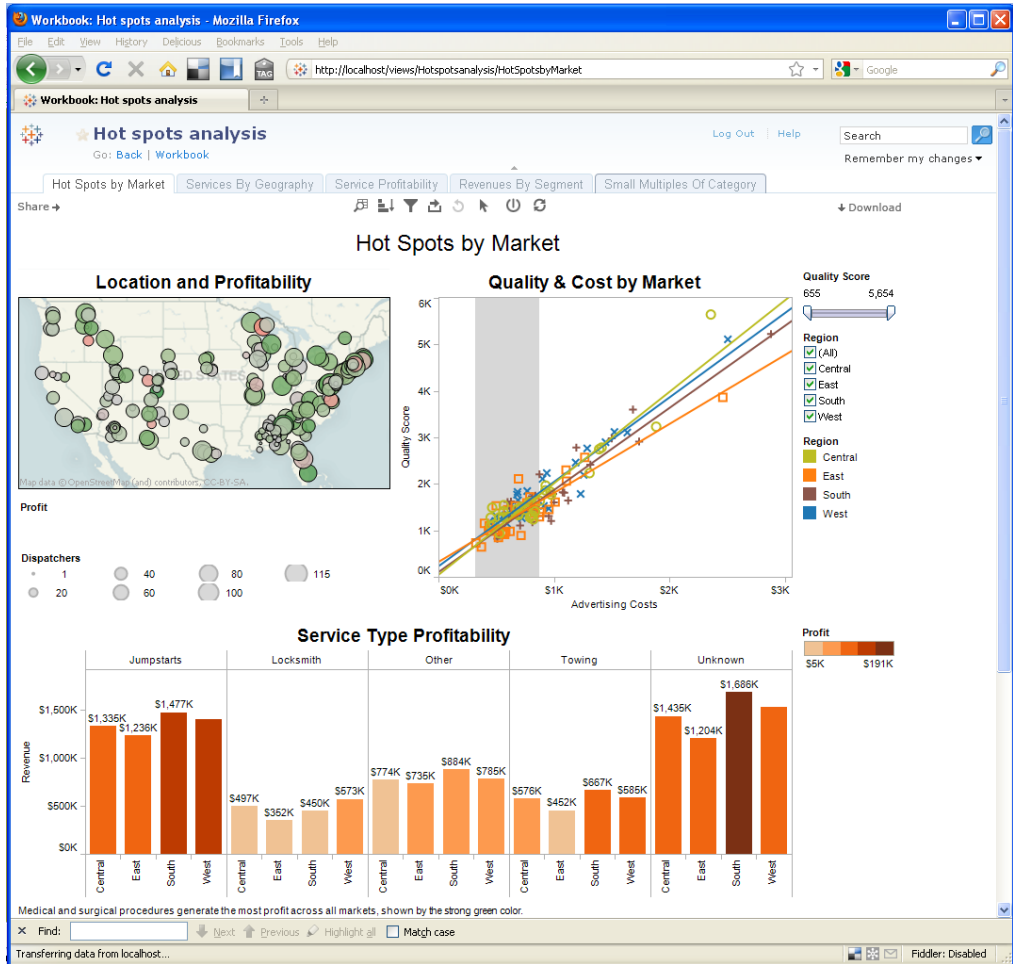 Workbook: Hot spots analysis - Mozilla Firefox
File Edit View History Delicious Bookmarks Tools Help
TAG http://localhost/views/Hotspotsanalysis/HotSpotsbyMarket Google
Workbook: Hot spots analysis
Hot spots analysis
Log Out | Help Search
Go: Back | Workbook
Remember my changes
Hot Spots by Market Services By Geography Service Profitability Revenues By Segment Small Multiples Of Category
Share Download
Hot Spots by Market
Location and Profitability
UNITED STATES
Map data © OpenStreetMap (and) contributors, CC-BY-SA.
Profit
Dispatchers
1 40 80 115
20 60 100
Quality & Cost by Market
6K
5K
4K
3K
2K
1K
0K
Quality Score
$0K $1K $2K $3K
Advertising Costs
Quality Score
655 5,654
Region
(All)
Central
East
South
West
Region
Central
East
South
West
Service Type Profitability
Jumpstarts Locksmith Other Towing Unknown
$1,500K
$1,000K
$500K
$0K
Revenue
$1,335K $1,236K $1,477K
$497K $352K $450K $573K
$774K $735K $884K $785K
$576K $452K $667K $585K
$1,435K $1,204K $1,686K
Central East South West Central East South West Central East South West Central East South West Central East South West
Profit
$5K $191K
Medical and surgical procedures generate the most profit across all markets, shown by the strong green color.
Find: Next Previous Highlight all Match case
Transferring data from localhost... Fiddler: Disabled